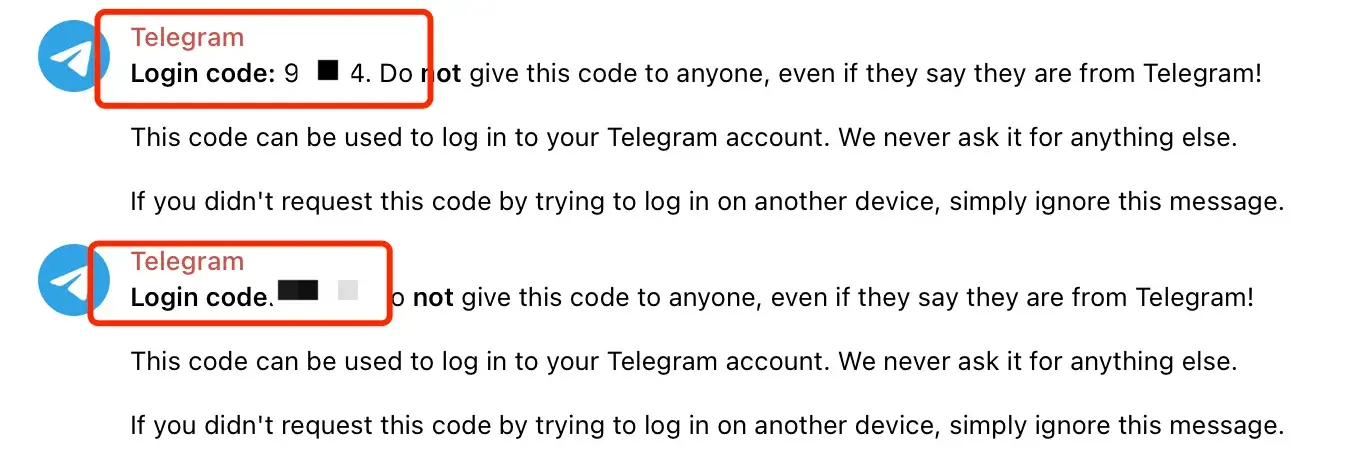 Telegram
Login code: 9 4. Do not give this code to anyone, even if they say they are from Telegram!
This code can be used to log in to your Telegram account. We never ask it for anything else.
If you didn't request this code by trying to log in on another device, simply ignore this message.
Telegram
Login code not give this code to anyone, even if they say they are from Telegram!
This code can be used to log in to your Telegram account. We never ask it for anything else.
If you didn't request this code by trying to log in on another device, simply ignore this message.